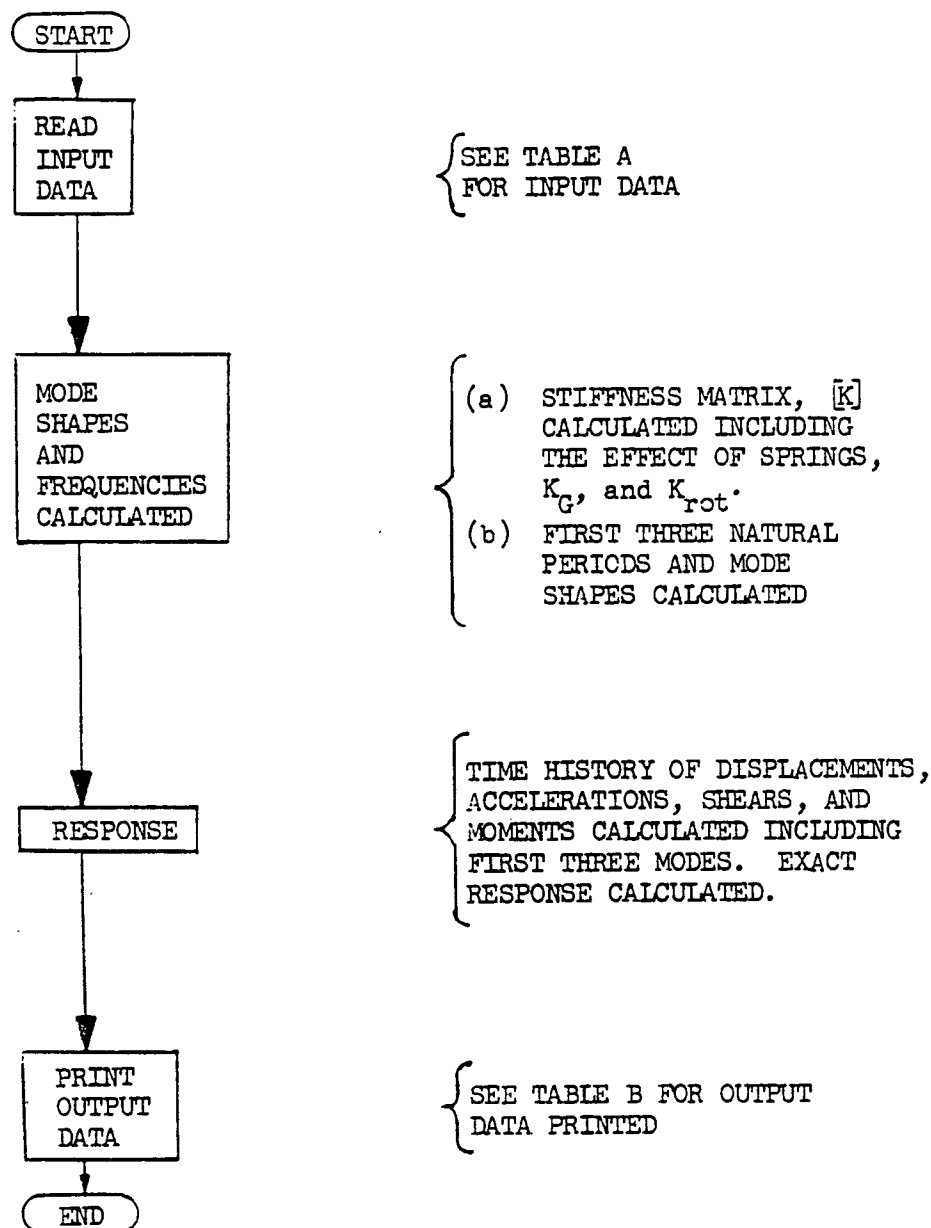 START
READ
INPUT
DATA
SEE TABLE A
FOR INPUT DATA
MODE
SHAPES
AND
FREQUENCIES
CALCULATED
(a) STIFFNESS MATRIX, [K]
CALCULATED INCLUDING
THE EFFECT OF SPRINGS,
K_G, and K_rot.
(b) FIRST THREE NATURAL
PERIODS AND MODE
SHAPES CALCULATED
RESPONSE
TIME HISTORY OF DISPLACEMENTS,
ACCELERATIONS, SHEARS, AND
MOMENTS CALCULATED INCLUDING
FIRST THREE MODES. EXACT
RESPONSE CALCULATED.
PRINT
OUTPUT
DATA
SEE TABLE B FOR OUTPUT
DATA PRINTED
END